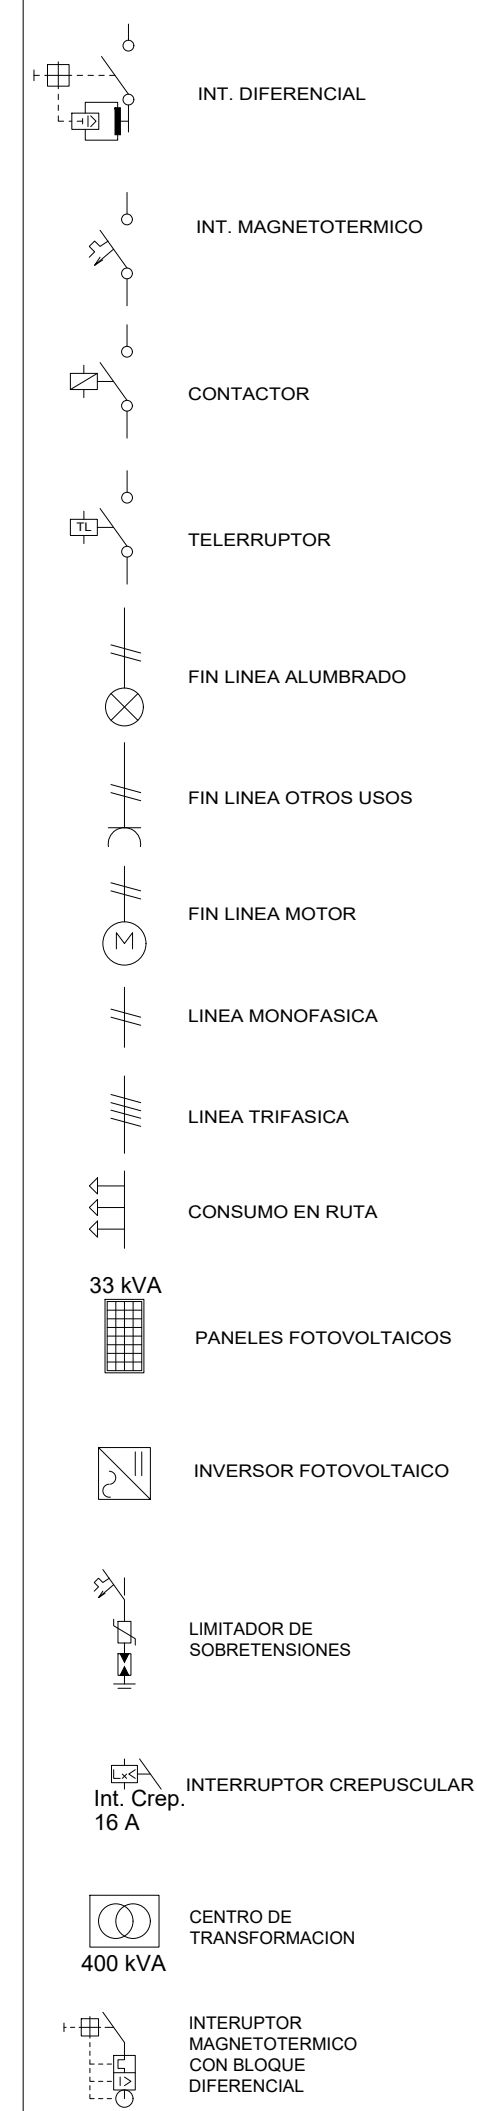 INT. DIFERENCIAL
I>
INT. MAGNETOTERMICO
CONTACTOR
TL
TELERRUPTOR
FIN LINEA ALUMBRADO
FIN LINEA OTROS USOS
FIN LINEA MOTOR
M
LINEA MONOFASICA
LINEA TRIFASICA
CONSUMO EN RUTA
33 kVA
PANELES FOTOVOLTAICOS
INVERSOR FOTOVOLTAICO
LIMITADOR DE
SOBRETENSIONES
Lx<
INTERRUPTOR CREPUSCULAR
Int. Crep.
16 A
CENTRO DE
TRANSFORMACION
400 kVA
INTERUPTOR
MAGNETOTERMICO
CON BLOQUE
DIFERENCIAL
I>